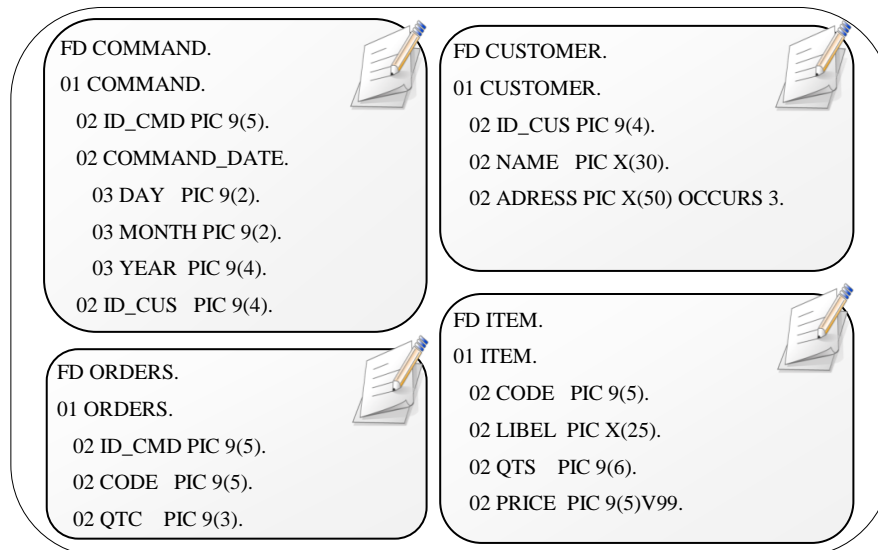 FD COMMAND.
01 COMMAND.
02 ID_CMD PIC 9(5).
02 COMMAND_DATE.
03 DAY PIC 9(2).
03 MONTH PIC 9(2).
03 YEAR PIC 9(4).
02 ID_CUS PIC 9(4).
FD CUSTOMER.
01 CUSTOMER.
02 ID_CUS PIC 9(4).
02 NAME PIC X(30).
02 ADRESS PIC X(50) OCCURS 3.
FD ORDERS.
01 ORDERS.
02 ID_CMD PIC 9(5).
02 CODE PIC 9(5).
02 QTC PIC 9(3).
FD ITEM.
01 ITEM.
02 CODE PIC 9(5).
02 LIBEL PIC X(25).
02 QTS PIC 9(6).
02 PRICE PIC 9(5)V99.